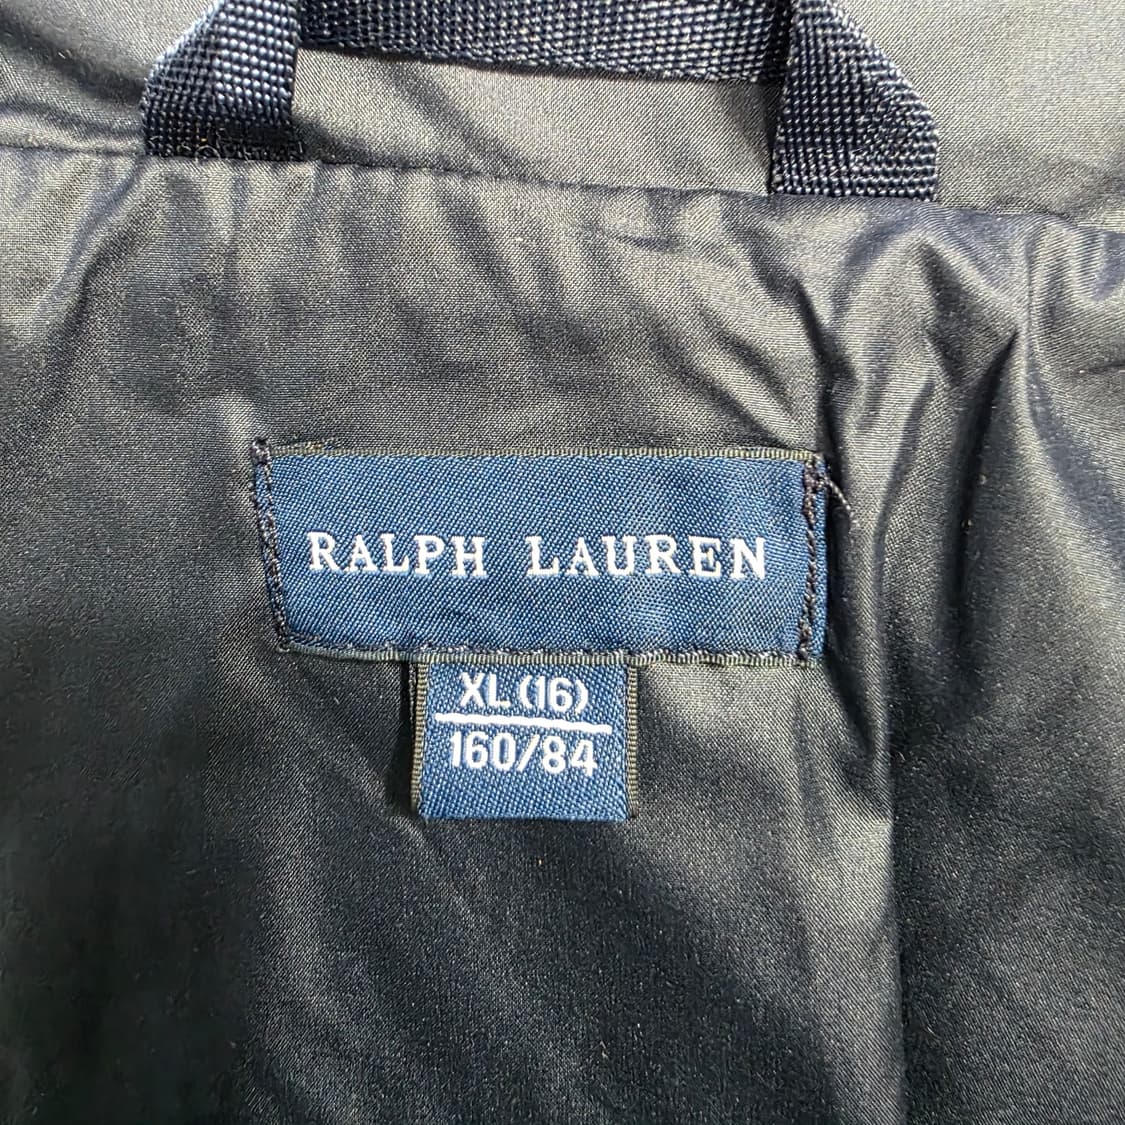 RALPH LAUREN
XL (16)
160/84